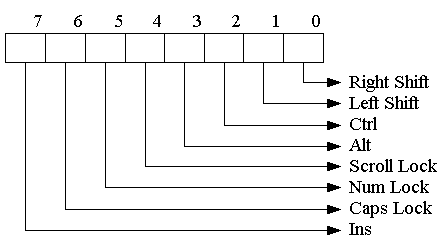 7 6 5 4 3 2 1 0
Right Shift
Left Shift
Ctrl
Alt
Scroll Lock
Num Lock
Caps Lock
Ins